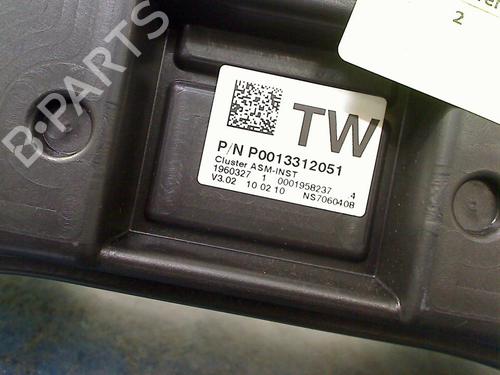 B-PARTS
2
TW
P/N P0013312051
Cluster ASM-INST
1960327 1 0001958237 4
V3.02 10 02 10 NS7060408